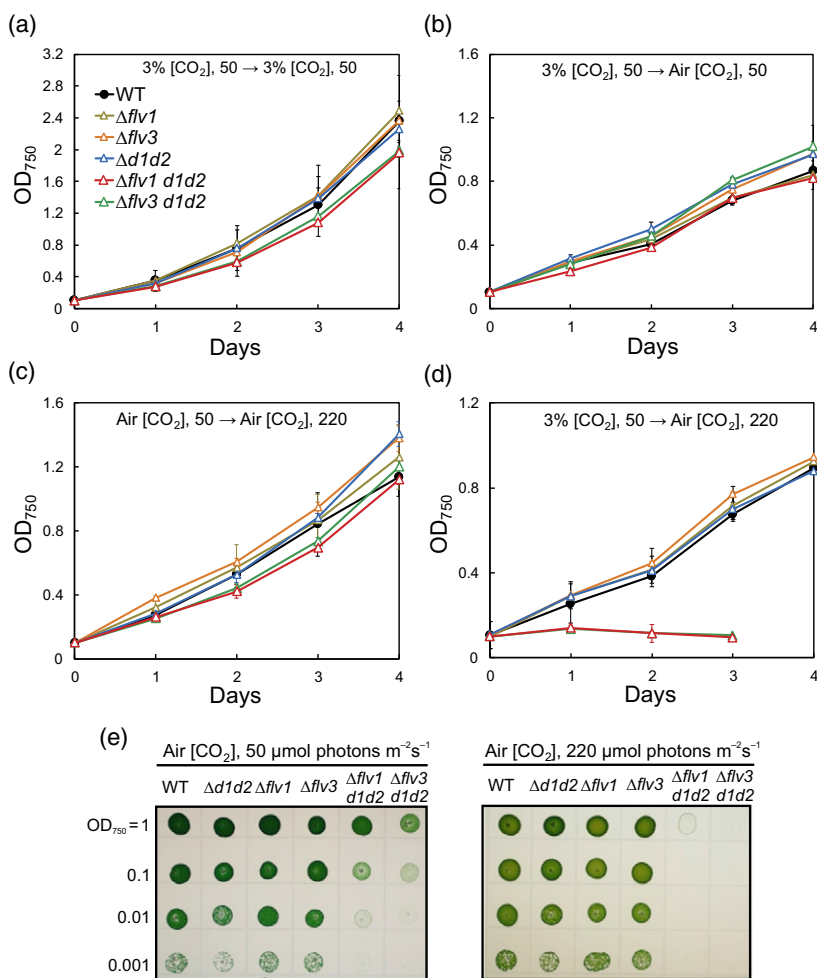 (a)
3% [CO₂], 50 → 3% [CO₂], 50
OD₇₅₀
3.2
2.8
2.4
2
1.6
1.2
0.8
0.4
0
WT
Δflv1
Δflv3
Δd1d2
Δflv1 d1d2
Δflv3 d1d2
0 1 2 3 4
Days
(b)
3% [CO₂], 50 → Air [CO₂], 50
OD₇₅₀
1.6
1.2
0.8
0.4
0
0 1 2 3 4
Days
(c)
Air [CO₂], 50 → Air [CO₂], 220
OD₇₅₀
1.6
1.2
0.8
0.4
0
0 1 2 3 4
Days
(d)
3% [CO₂], 50 → Air [CO₂], 220
OD₇₅₀
1.2
0.8
0.4
0
0 1 2 3 4
Days
(e)
Air [CO₂], 50 μmol photons m⁻²s⁻¹
WT Δd1d2 Δflv1 Δflv3 Δflv1 d1d2 Δflv3 d1d2
OD₇₅₀ = 1
0.1
0.01
0.001
Air [CO₂], 220 μmol photons m⁻²s⁻¹
WT Δd1d2 Δflv1 Δflv3 Δflv1 d1d2 Δflv3 d1d2